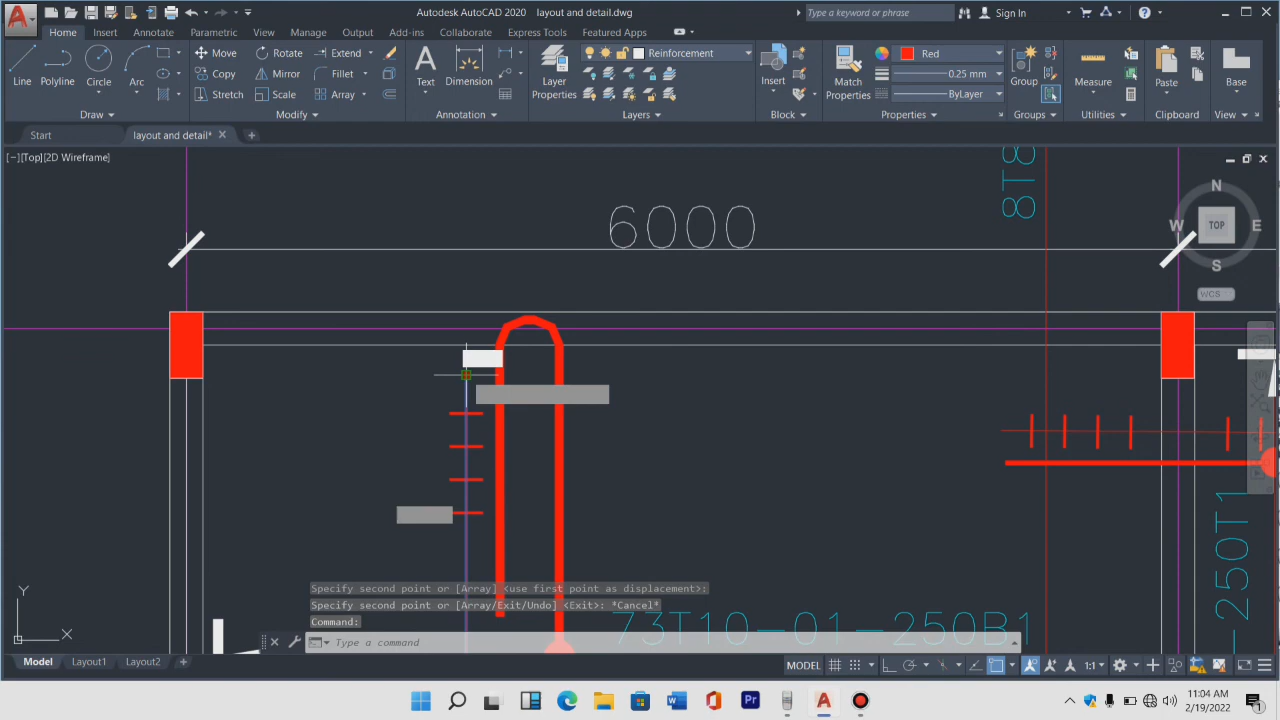 Autodesk AutoCAD 2020 layout and detail.dwg
Type a keyword or phrase
Sign In
Home Insert Annotate Parametric View Manage Output Add-ins Collaborate Express Tools Featured Apps
Line
Polyline
Circle
Arc
Draw
Move
Rotate
Extend
Copy
Mirror
Fillet
Stretch
Scale
Array
Modify
Text
Dimension
Annotation
Layer
Properties
Reinforcement
Layers
Insert
Block
Match
Properties
Red
0.25 mm
ByLayer
Properties
Group
Groups
Measure
Utilities
Paste
Clipboard
Base
View
Start
layout and detail*
[−][Top][2D Wireframe]
6000
8T8
N
W TOP E
S
WCS
-250T1
73T10-01-250B1
Specify second point or [Array] <use first point as displacement>:
Specify second point or [Array/Exit/Undo] <Exit>: *Cancel*
Command:
Type a command
Y
X
Model Layout1 Layout2
MODEL
1:1
11:04 AM
2/19/2022